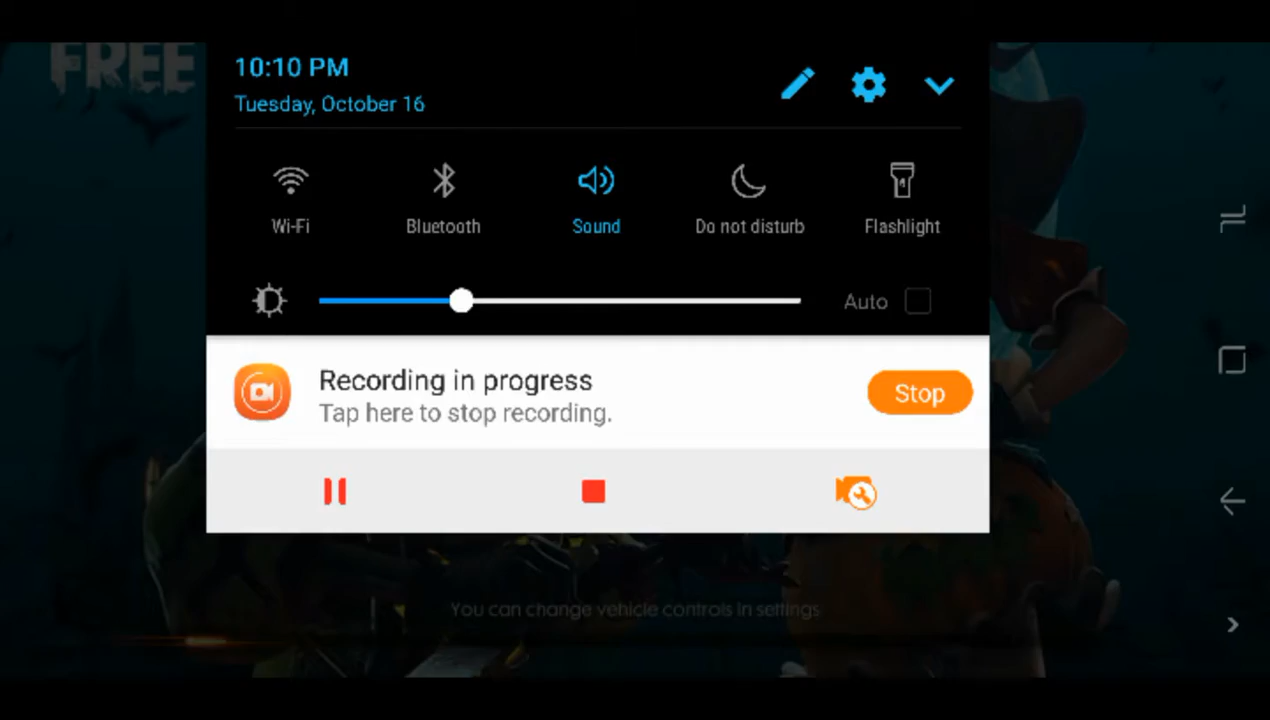 FREE
10:10 PM
Tuesday, October 16
Wi-Fi
Bluetooth
Sound
Do not disturb
Flashlight
Auto
Recording in progress
Tap here to stop recording.
Stop
You can change vehicle controls in settings